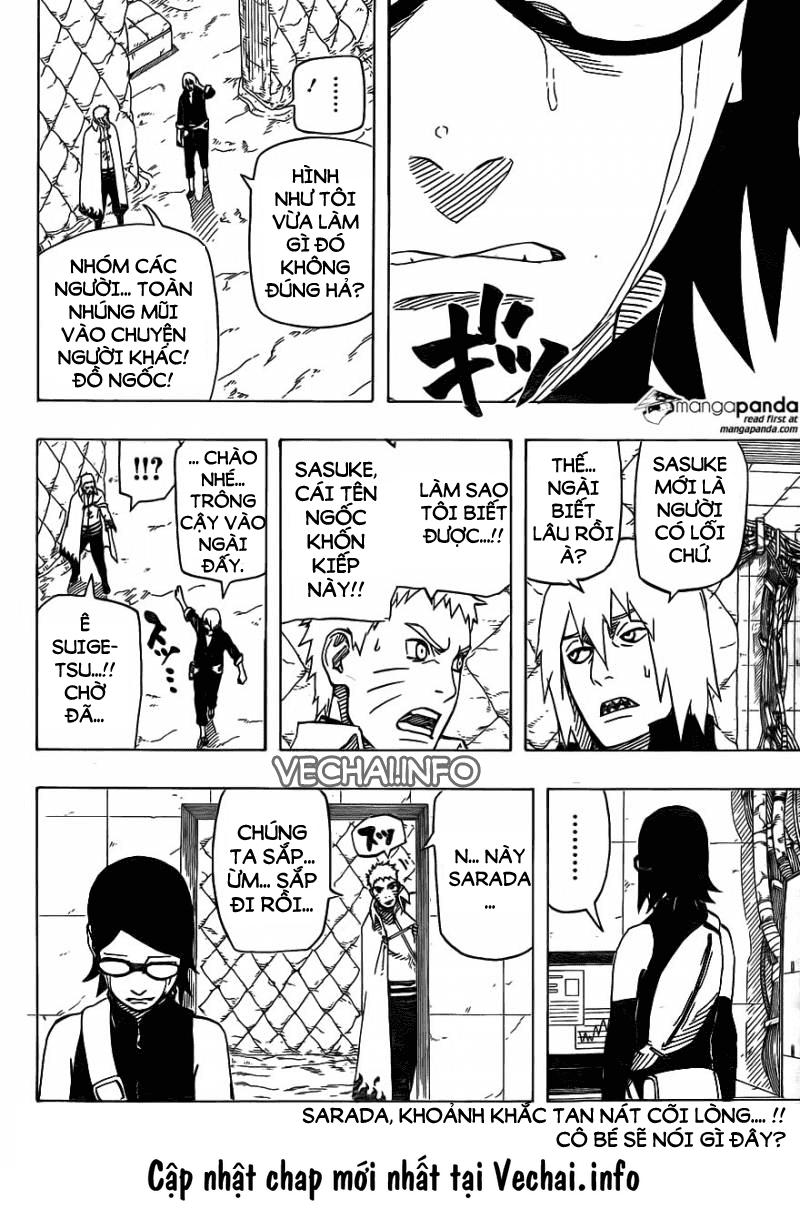 ギッ
!.......
HÌNH
NHƯ TÔI
VỪA LÀM
GÌ ĐÓ
KHÔNG
ĐÚNG HẢ?
NHÓM CÁC
NGƯỜI... TOÀN
NHÚNG MŨI
VÀO CHUYỆN
NGƯỜI KHÁC!
ĐỒ NGỐC!
mangapanda
read first at
mangapanda.com
SASUKE
MỚI LÀ
NGƯỜI
CÓ LỐI
CHỨ.
THẾ...
NGÀI
BIẾT
LÂU RỒI
À?
LÀM SAO
TÔI BIẾT
ĐƯỢC...!!
SASUKE,
CÁI TÊN
NGỐC
KHỐN
KIẾP
NÀY!!
... CHÀO
NHÉ...
TRÔNG
CẬY VÀO
NGÀI
ĐẤY.
!!?
Ê
SUIGE-
TSU...!!
CHỜ
ĐÃ...
ズッ...
VECHAI.INFO
.......
N... NÀY
SARADA
...
ズッ
CHÚNG
TA SẮP...
ỪM... SẮP
ĐI RỒI...
SARADA, KHOẢNH KHẮC TAN NÁT CÕI LÒNG.... !!
CÔ BÉ SẼ NÓI GÌ ĐÂY?
Cập nhật chap mới nhất tại Vechai.info